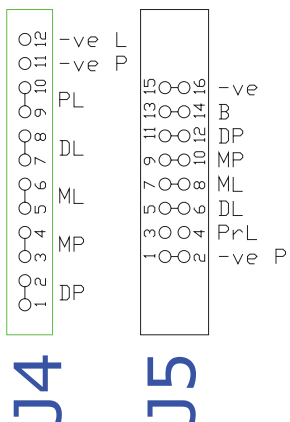 12 -ve L
11 -ve P
10 PL
9
8 DL
7
6 ML
5
4 MP
3
2 DP
1
J4
15 16 -ve
13 14 B
11 12 DP
9 10 MP
7 8 ML
5 6 DL
3 4 PrL
1 2 -ve P
J5